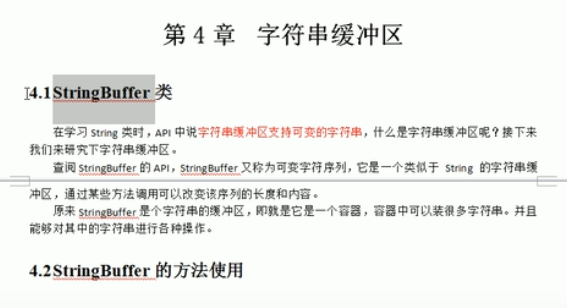 第 4 章 字符串缓冲区
4.1StringBuffer 类
在学习 String 类时，API 中说字符串缓冲区支持可变的字符串，什么是字符串缓冲区呢？接下来
我们来研究下字符串缓冲区。
查阅 StringBuffer 的 API，StringBuffer 又称为可变字符序列，它是一个类似于 String 的字符串缓
冲区，通过某些方法调用可以改变该序列的长度和内容。
原来 StringBuffer 是个字符串的缓冲区，即就是它是一个容器，容器中可以装很多字符串。并且
能够对其中的字符串进行各种操作。
4.2StringBuffer 的方法使用